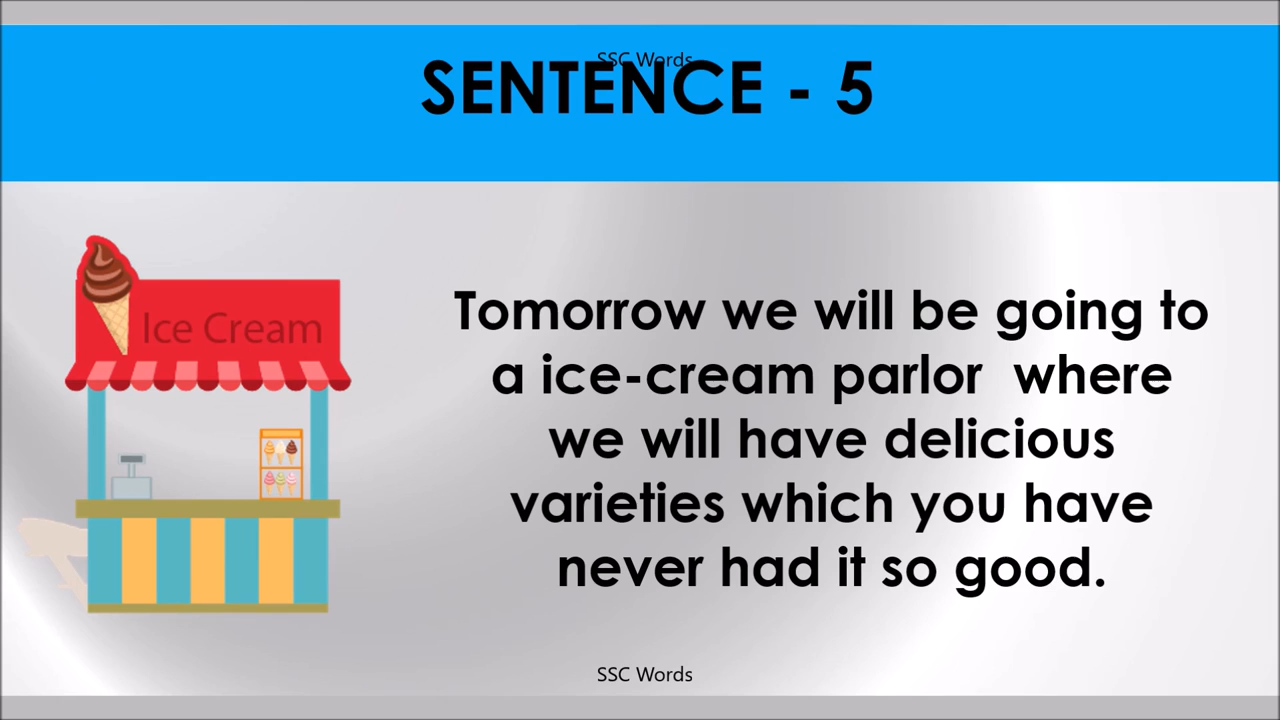 SSC Words
SENTENCE - 5
Ice Cream
Tomorrow we will be going to
a ice-cream parlor where
we will have delicious
varieties which you have
never had it so good.
SSC Words